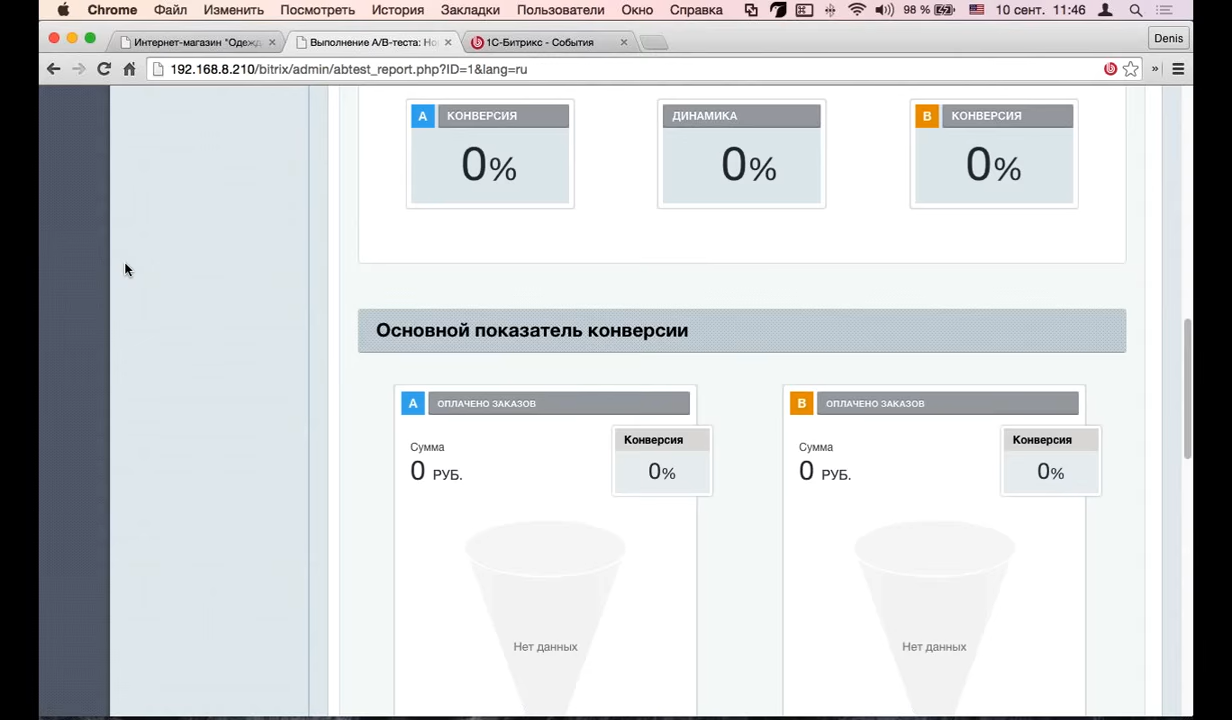 Chrome Файл Изменить Посмотреть История Закладки Пользователи Окно Справка 98 % 10 сент. 11:46
Интернет-магазин "Одежд Выполнение A/B-теста: Но 1С-Битрикс - События Denis
192.168.8.210/bitrix/admin/abtest_report.php?ID=1&lang=ru »
A КОНВЕРСИЯ ДИНАМИКА B КОНВЕРСИЯ
0% 0% 0%
Основной показатель конверсии
A ОПЛАЧЕНО ЗАКАЗОВ B ОПЛАЧЕНО ЗАКАЗОВ
Сумма Конверсия Сумма Конверсия
0 РУБ. 0% 0 РУБ. 0%
Нет данных Нет данных